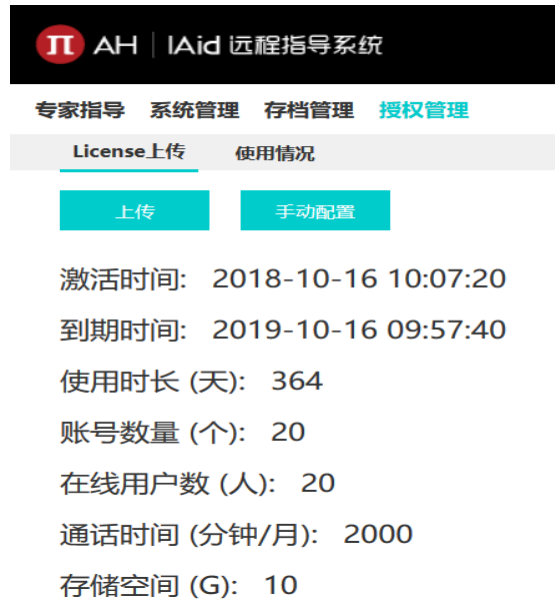 AH | IAid 远程指导系统
专家指导 系统管理 存档管理 授权管理
License上传 使用情况
上传 手动配置
激活时间: 2018-10-16 10:07:20
到期时间: 2019-10-16 09:57:40
使用时长 (天): 364
账号数量 (个): 20
在线用户数 (人): 20
通话时间 (分钟/月): 2000
存储空间 (G): 10